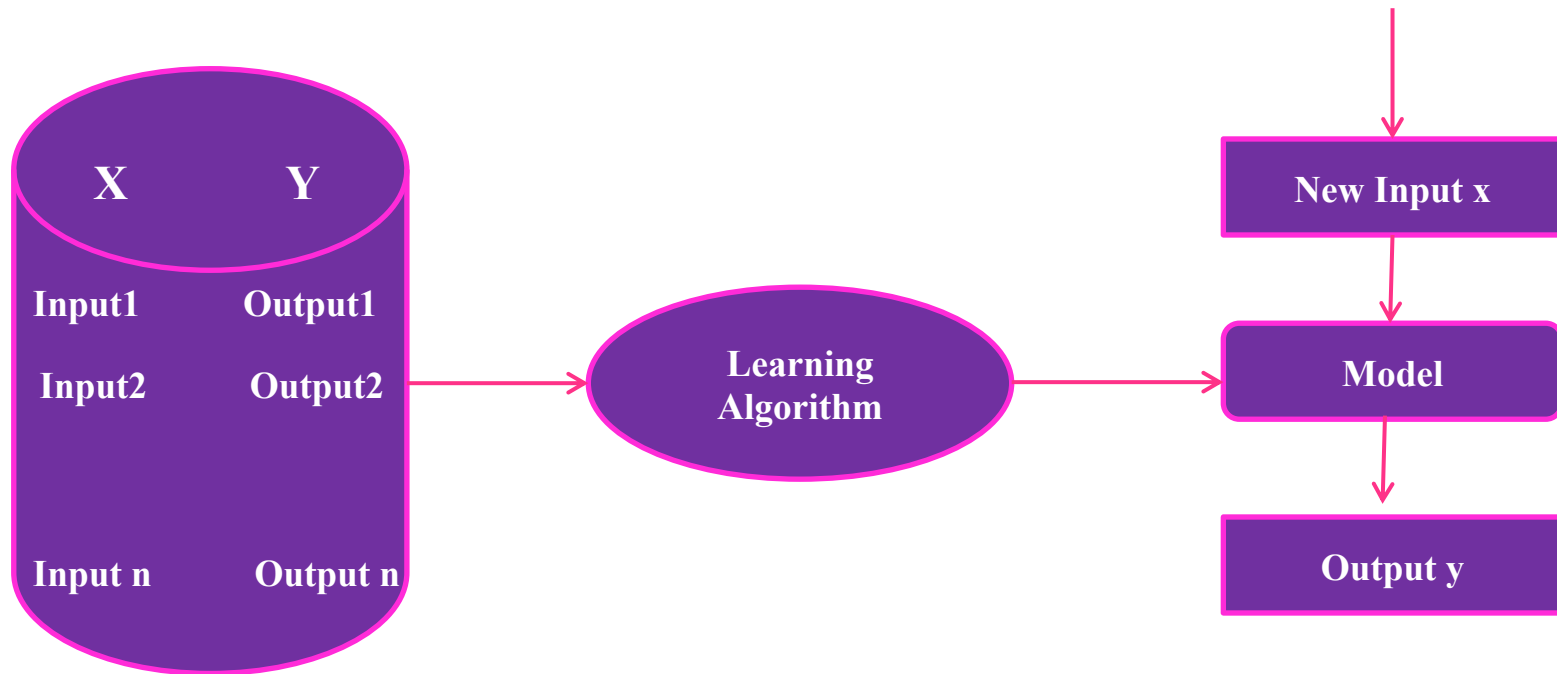 X Y
Input1 Output1
Input2 Output2
Input n Output n
Learning
Algorithm
New Input x
Model
Output y